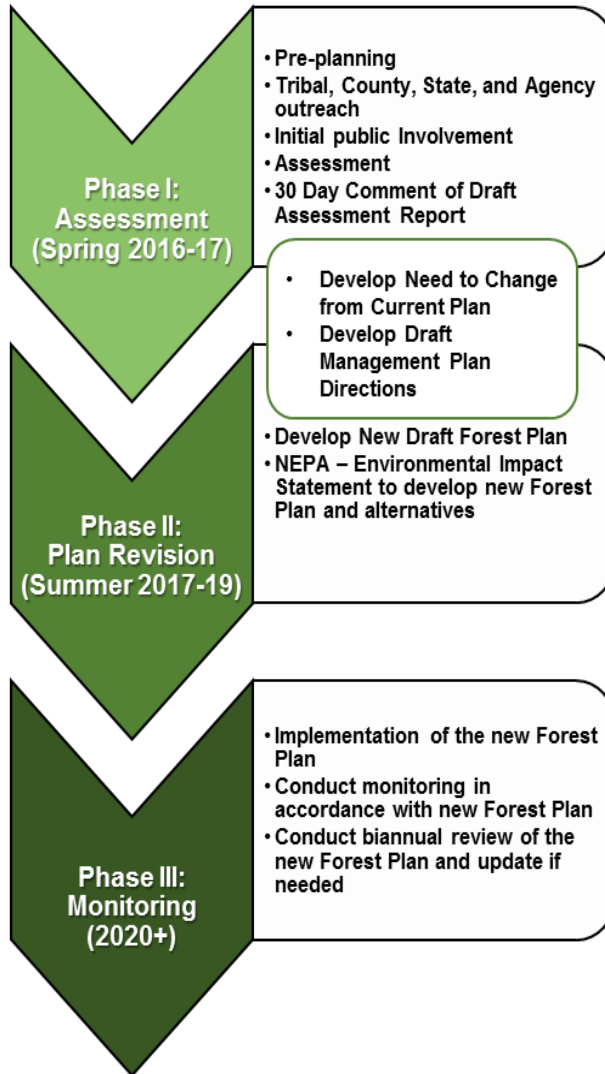 Phase I:
Assessment
(Spring 2016-17)
• Pre-planning
• Tribal, County, State, and Agency
outreach
• Initial public Involvement
• Assessment
• 30 Day Comment of Draft
Assessment Report
• Develop Need to Change
from Current Plan
• Develop Draft
Management Plan
Directions
Phase II:
Plan Revision
(Summer 2017-19)
• Develop New Draft Forest Plan
• NEPA – Environmental Impact
Statement to develop new Forest
Plan and alternatives
Phase III:
Monitoring
(2020+)
• Implementation of the new Forest
Plan
• Conduct monitoring in
accordance with new Forest Plan
• Conduct biannual review of the
new Forest Plan and update if
needed